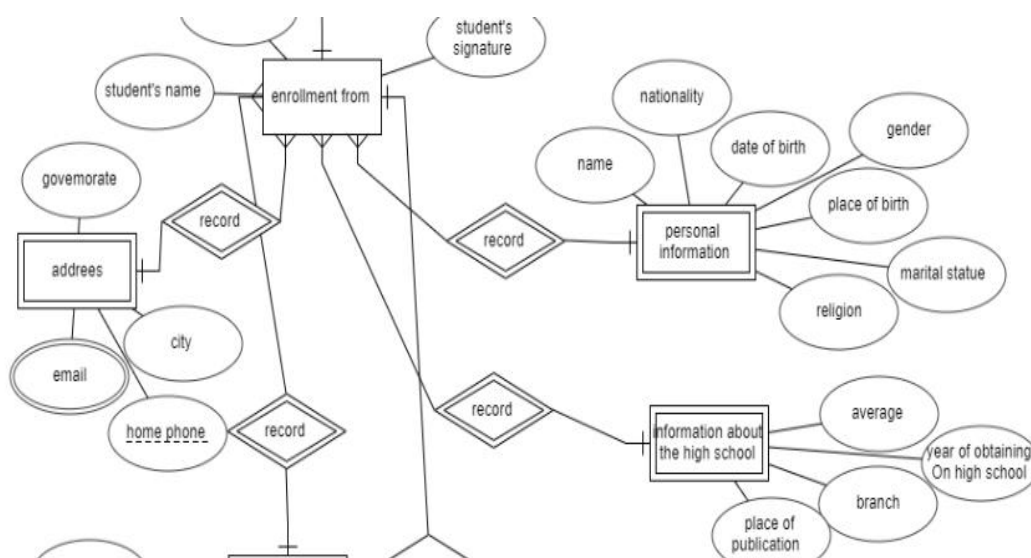 student's
signature
student's name
enrollment from
nationality
gender
date of birth
name
govemorate
place of birth
record
record
personal
information
addrees
marital statue
religion
city
email
average
record
home phone
record
information about
the high school
year of obtaining
On high school
branch
place of
publication